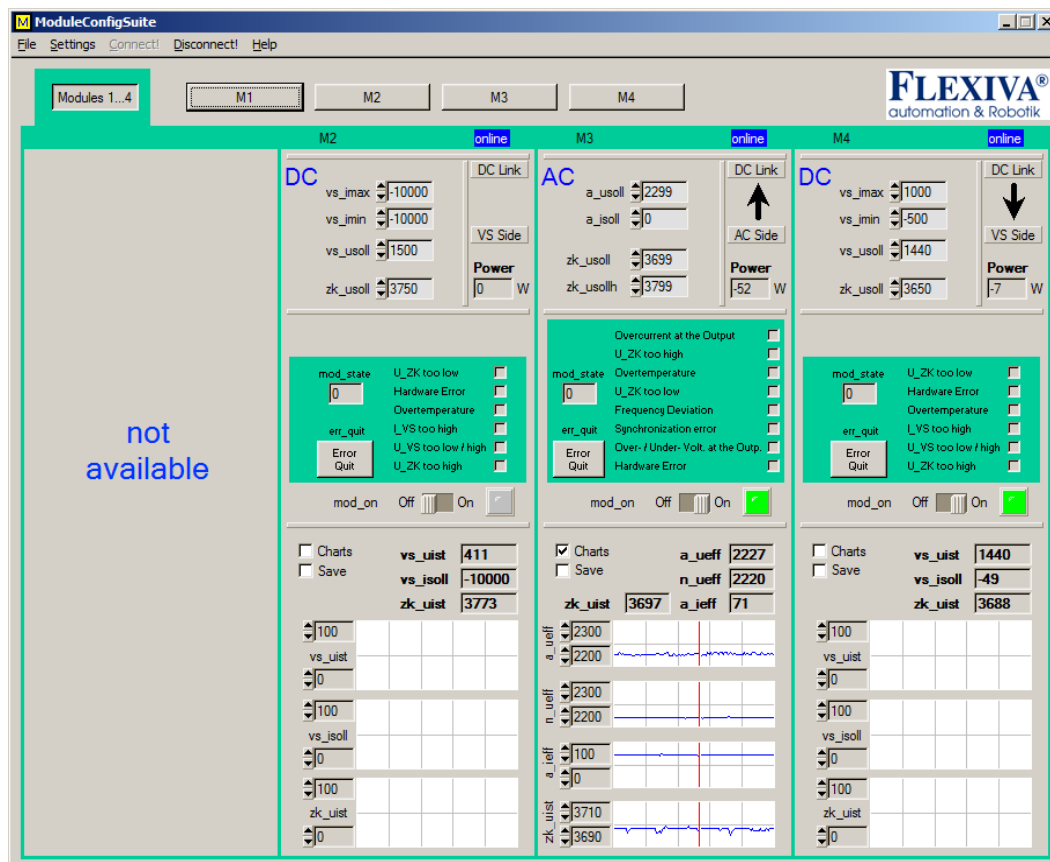 ModuleConfigSuite
File Settings Connect! Disconnect! Help
Modules 1...4 M1 M2 M3 M4
FLEXIVA®
automation & Robotik
M2 online M3 online M4 online
not
available
DC
DC Link
vs_imax -10000
vs_imin -10000
VS Side
vs_usoll 1500
Power
zk_usoll 3750
0 W
mod_state
0
U_ZK too low
Hardware Error
Overtemperature
err_quit
I_VS too high
Error
Quit
U_VS too low / high
U_ZK too high
mod_on Off On
Charts
Save
vs_uist 411
vs_isoll -10000
zk_uist 3773
100
vs_uist
0
100
vs_isoll
0
100
zk_uist
0
AC
DC Link
a_usoll 2299
a_isoll 0
AC Side
zk_usoll 3699
Power
zk_usollh 3799
-52 W
Overcurrent at the Output
U_ZK too high
mod_state
0
Overtemperature
U_ZK too low
Frequency Deviation
err_quit
Synchronization error
Error
Quit
Over- / Under- Volt. at the Outp.
Hardware Error
mod_on Off On
Charts
Save
a_ueff 2227
n_ueff 2220
zk_uist 3697 a_ieff 71
a_ueff
2300
2200
n_ueff
2300
2200
a_ieff
100
0
zk_uist
3710
3690
DC
DC Link
vs_imax 1000
vs_imin -500
VS Side
vs_usoll 1440
Power
zk_usoll 3650
-7 W
mod_state
0
U_ZK too low
Hardware Error
Overtemperature
err_quit
I_VS too high
Error
Quit
U_VS too low / high
U_ZK too high
mod_on Off On
Charts
Save
vs_uist 1440
vs_isoll -49
zk_uist 3688
100
vs_uist
0
100
vs_isoll
0
100
zk_uist
0